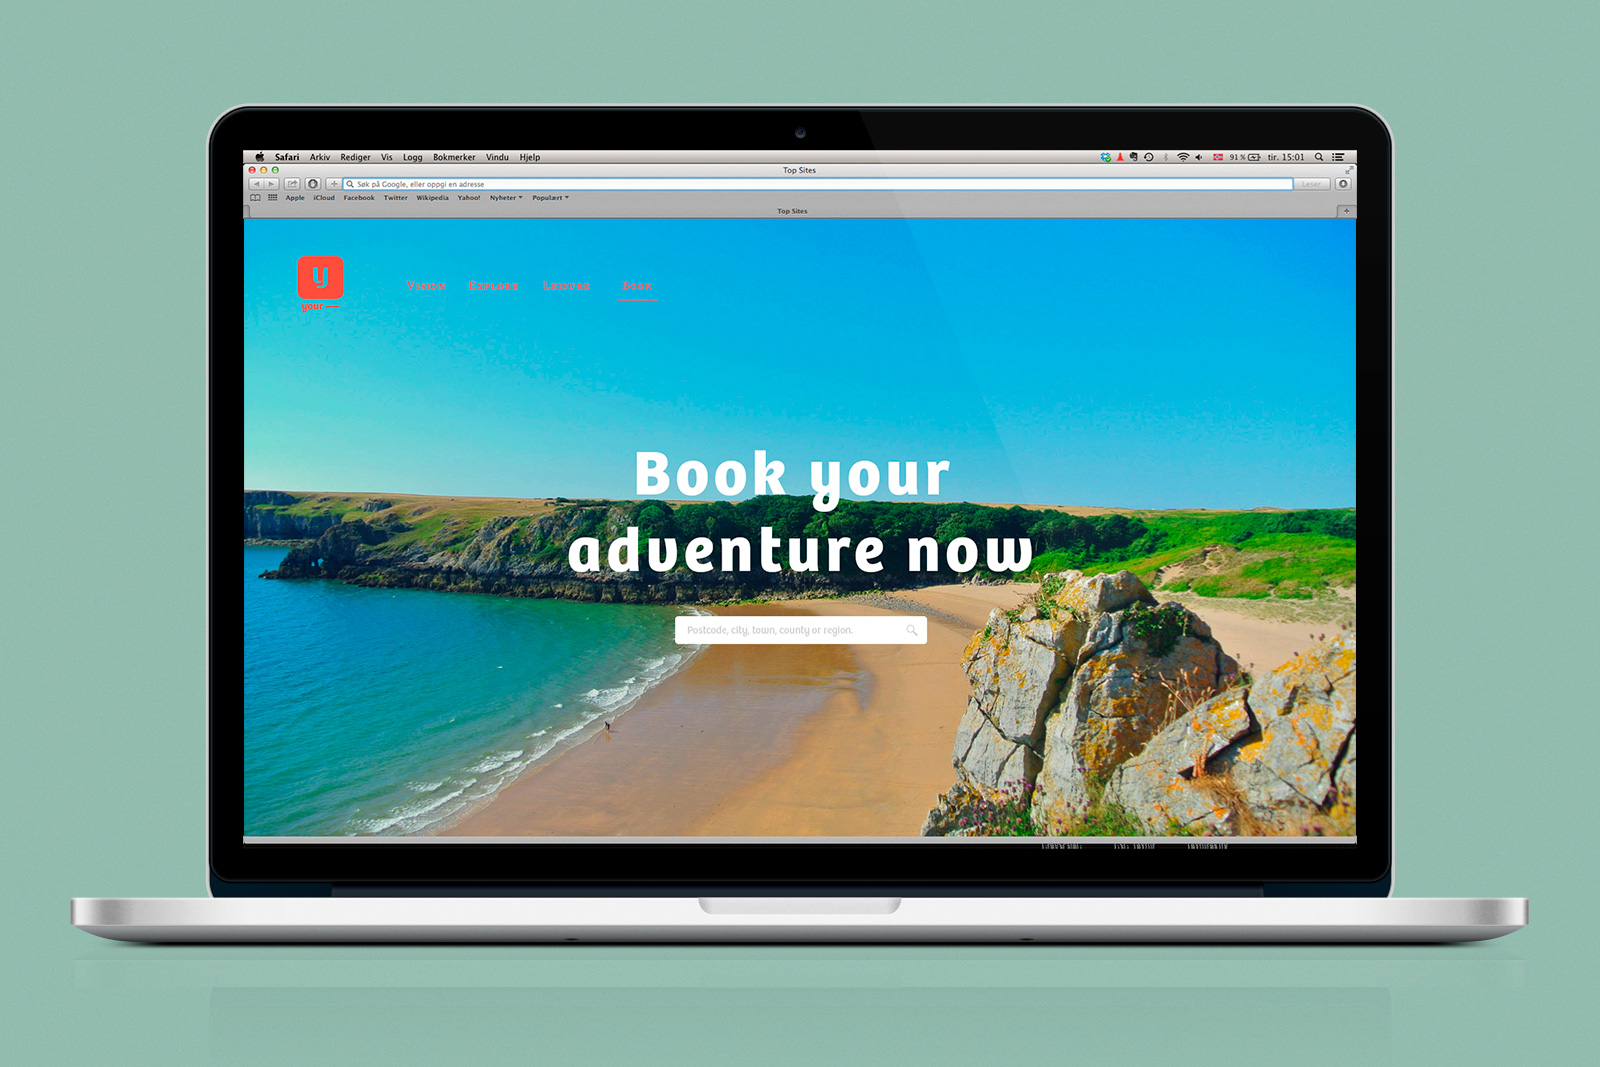 Safari Arkiv Rediger Vis Logg Bokmerker Vindu Hjelp 91 % tir. 15:01
Top Sites
Søk på Google, eller oppgi en adresse Leser
Apple iCloud Facebook Twitter Wikipedia Yahoo! Nyheter Populært
Top Sites
y
your
Vision Explore Leisure Book
Book your
adventure now
Postcode, city, town, county or region.